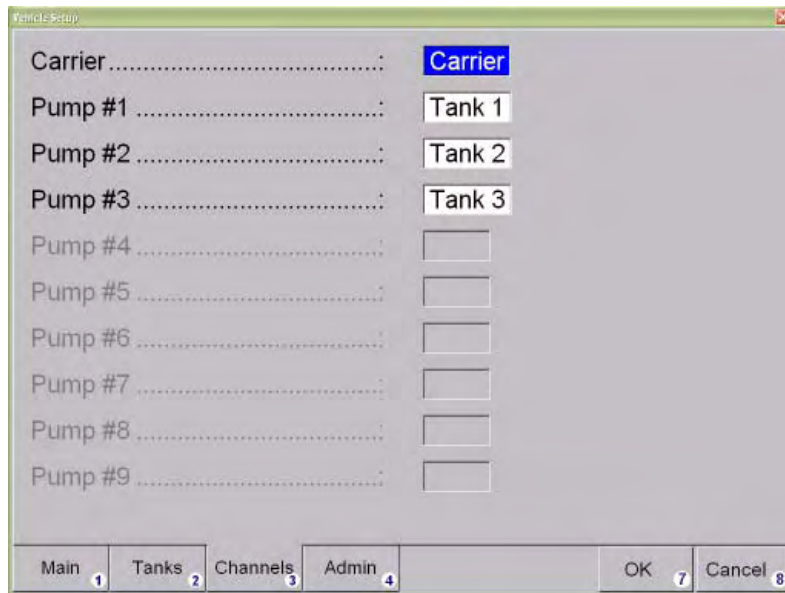 Vehicle Setup
Carrier....................................: Carrier
Pump #1 .................................: Tank 1
Pump #2 .................................: Tank 2
Pump #3 .................................: Tank 3
Pump #4 .................................:
Pump #5 .................................:
Pump #6 .................................:
Pump #7 .................................:
Pump #8 .................................:
Pump #9 .................................:
Main 1 Tanks 2 Channels 3 Admin 4 OK 7 Cancel 8